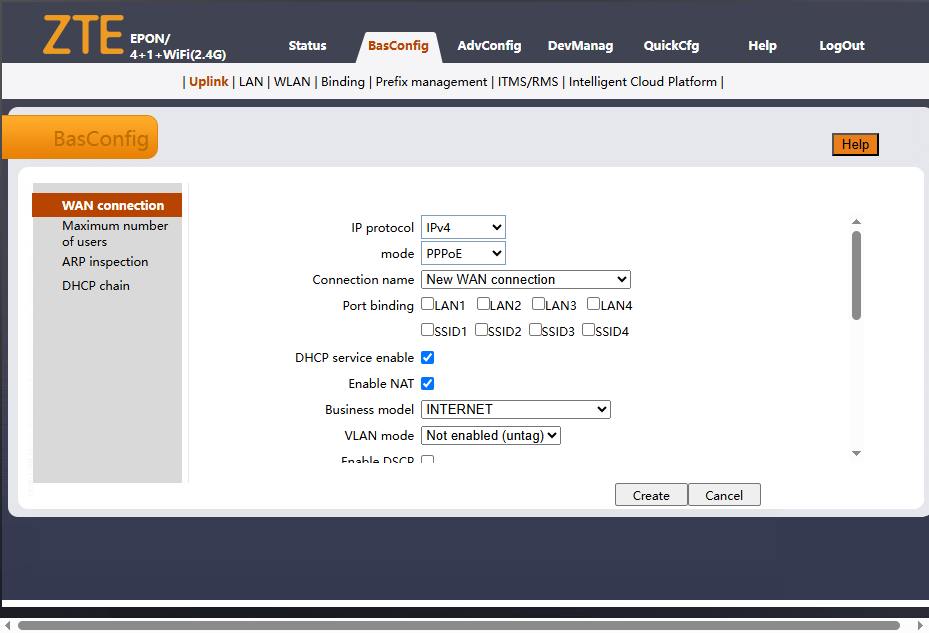 ZTE EPON/
4+1+WiFi(2.4G)
Status BasConfig AdvConfig DevManag QuickCfg Help LogOut
| Uplink | LAN | WLAN | Binding | Prefix management | ITMS/RMS | Intelligent Cloud Platform |
BasConfig
Help
WAN connection
Maximum number
of users
ARP inspection
DHCP chain
IP protocol IPv4
mode PPPoE
Connection name New WAN connection
Port binding LAN1 LAN2 LAN3 LAN4
SSID1 SSID2 SSID3 SSID4
DHCP service enable
Enable NAT
Business model INTERNET
VLAN mode Not enabled (untag)
Enable DSCP
Create Cancel